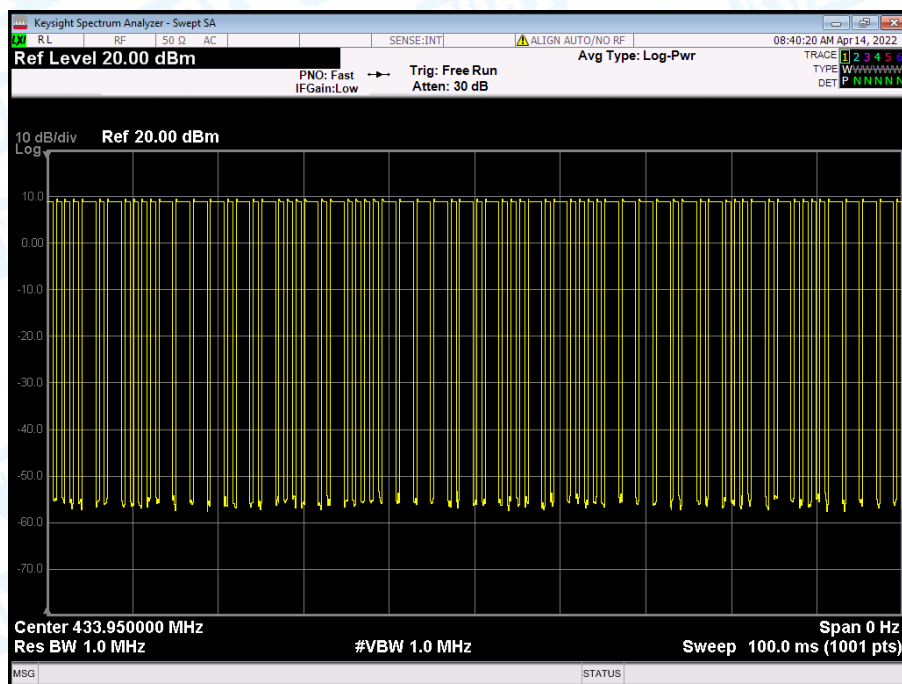 Keysight Spectrum Analyzer - Swept SA
LXI RL RF 50 Ω AC SENSE:INT ALIGN AUTO/NO RF 08:40:20 AM Apr 14, 2022
Ref Level 20.00 dBm Avg Type: Log-Pwr TRACE 1 2 3 4 5 6
PNO: Fast Trig: Free Run TYPE WWWWWW
IFGain:Low Atten: 30 dB DET P N N N N N
10 dB/div Ref 20.00 dBm
Log
10.0
0.00
-10.0
-20.0
-30.0
-40.0
-50.0
-60.0
-70.0
Center 433.950000 MHz Span 0 Hz
Res BW 1.0 MHz #VBW 1.0 MHz Sweep 100.0 ms (1001 pts)
MSG STATUS